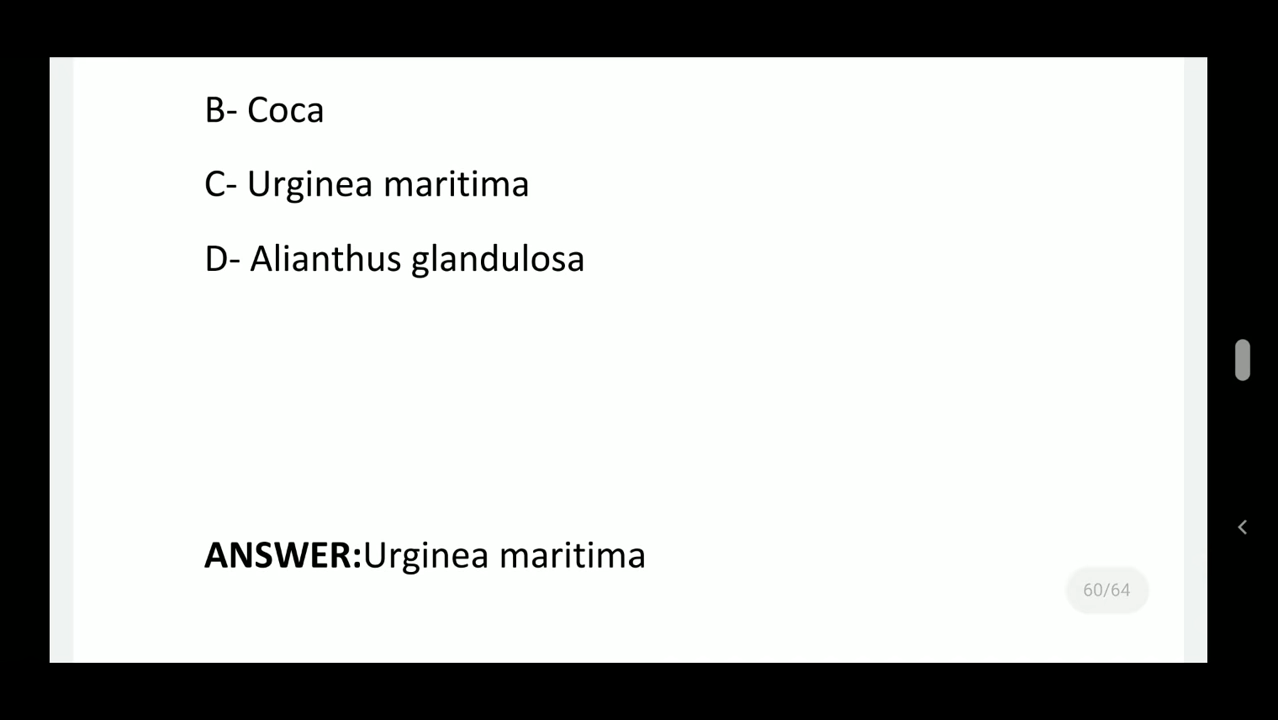 B- Coca
C- Urginea maritima
D- Alianthus glandulosa
ANSWER:Urginea maritima
60/64